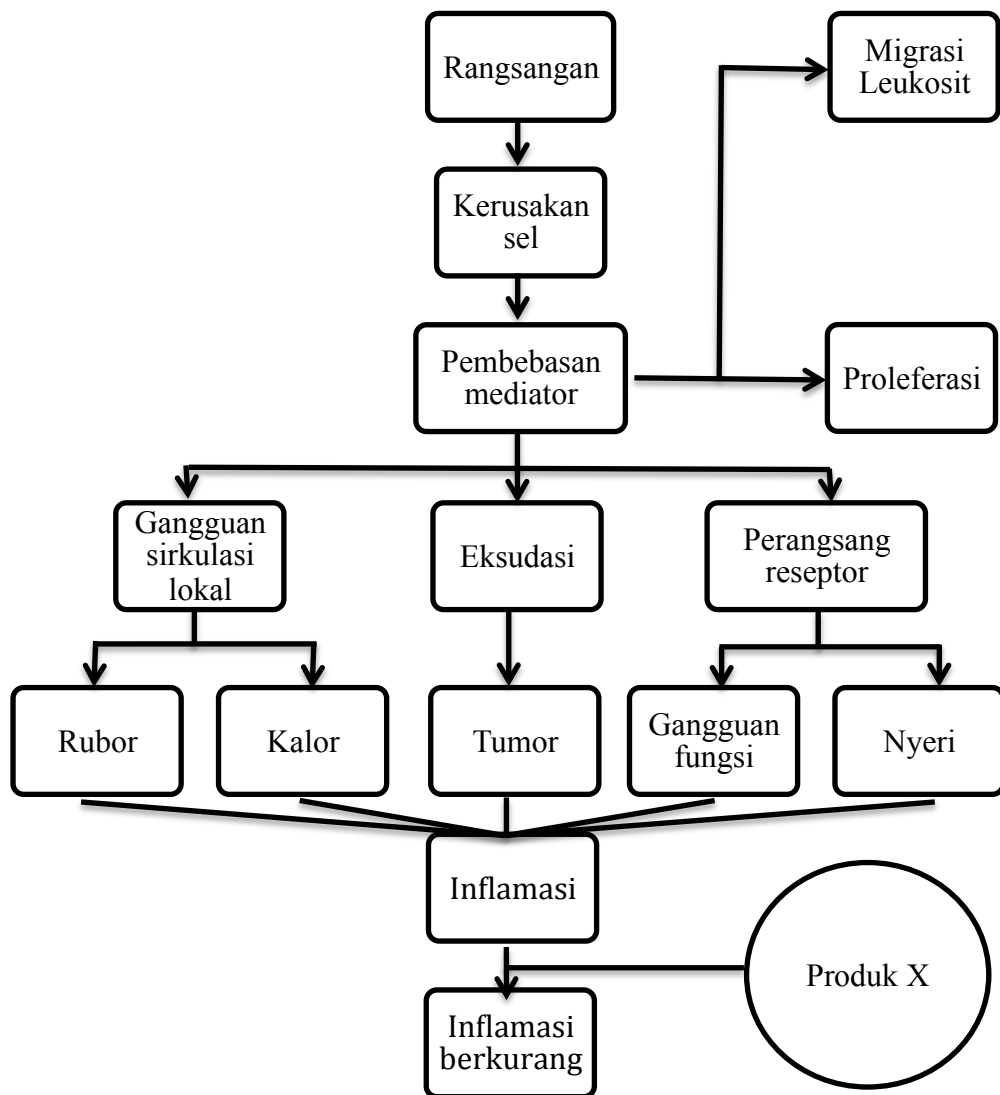 Rangsangan
Migrasi
Leukosit
Kerusakan
sel
Pembebasan
mediator
Proleferasi
Gangguan
sirkulasi
lokal
Eksudasi
Perangsang
reseptor
Rubor
Kalor
Tumor
Gangguan
fungsi
Nyeri
Inflamasi
Produk X
Inflamasi
berkurang